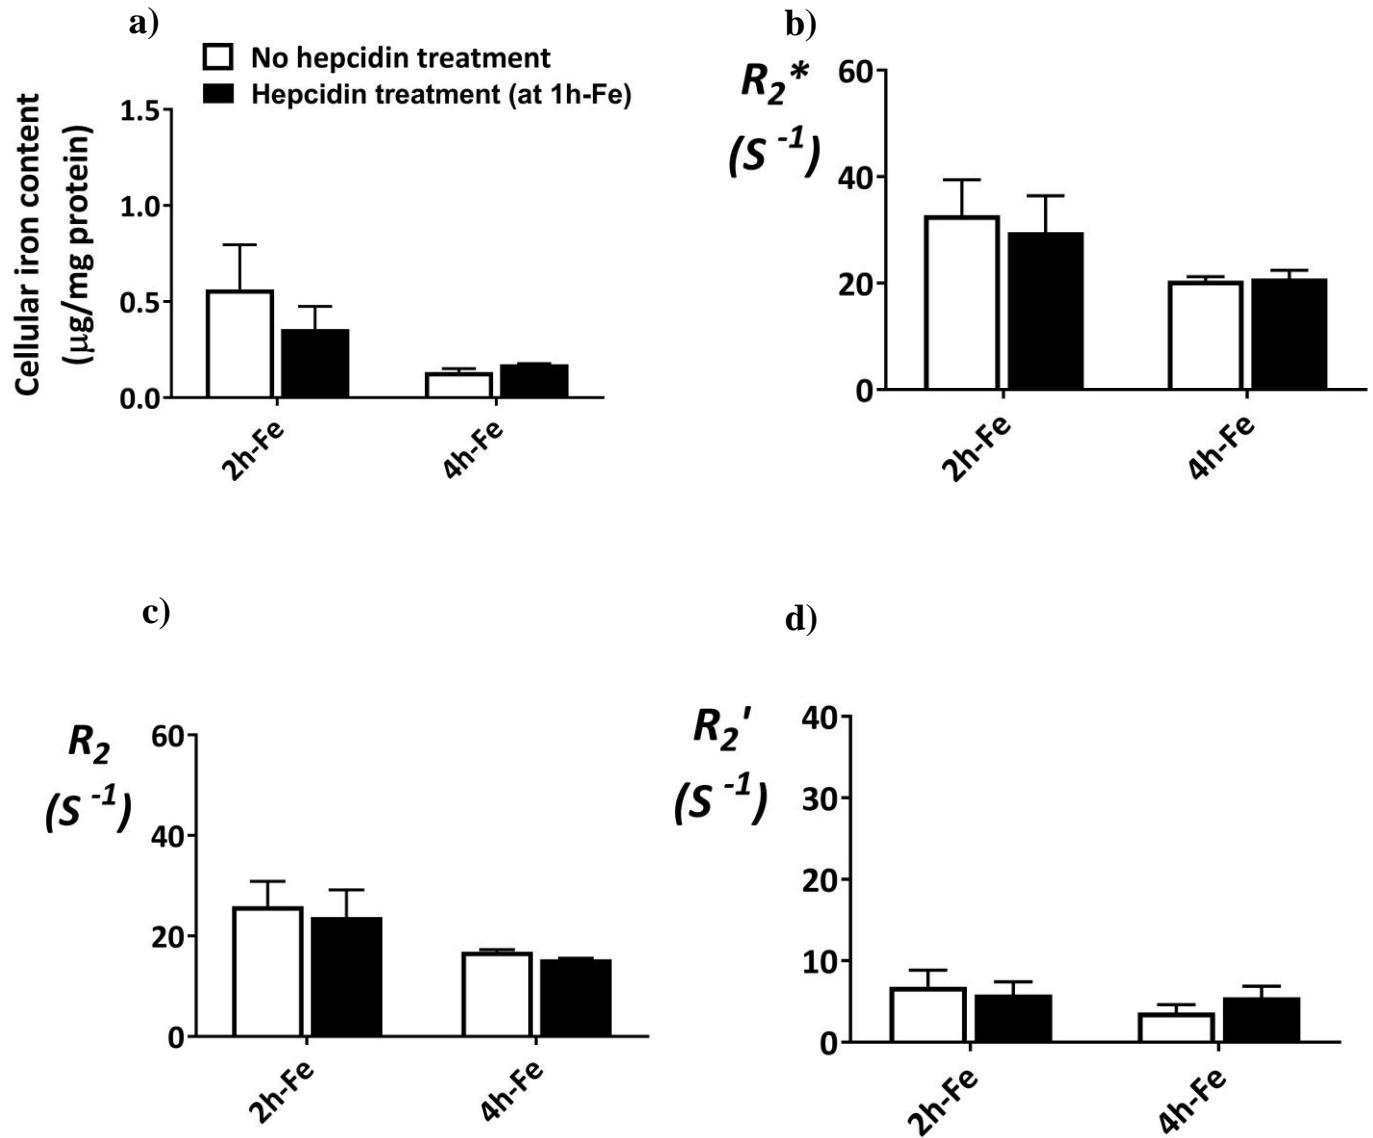 a)
No hepcidin treatment
Hepcidin treatment (at 1h-Fe)
Cellular iron content
(µg/mg protein)
1.5
1.0
0.5
0.0
2h-Fe
4h-Fe
b)
R2*
(S -1)
60
40
20
0
2h-Fe
4h-Fe
c)
R2
(S -1)
60
40
20
0
2h-Fe
4h-Fe
d)
R2'
(S -1)
40
30
20
10
0
2h-Fe
4h-Fe